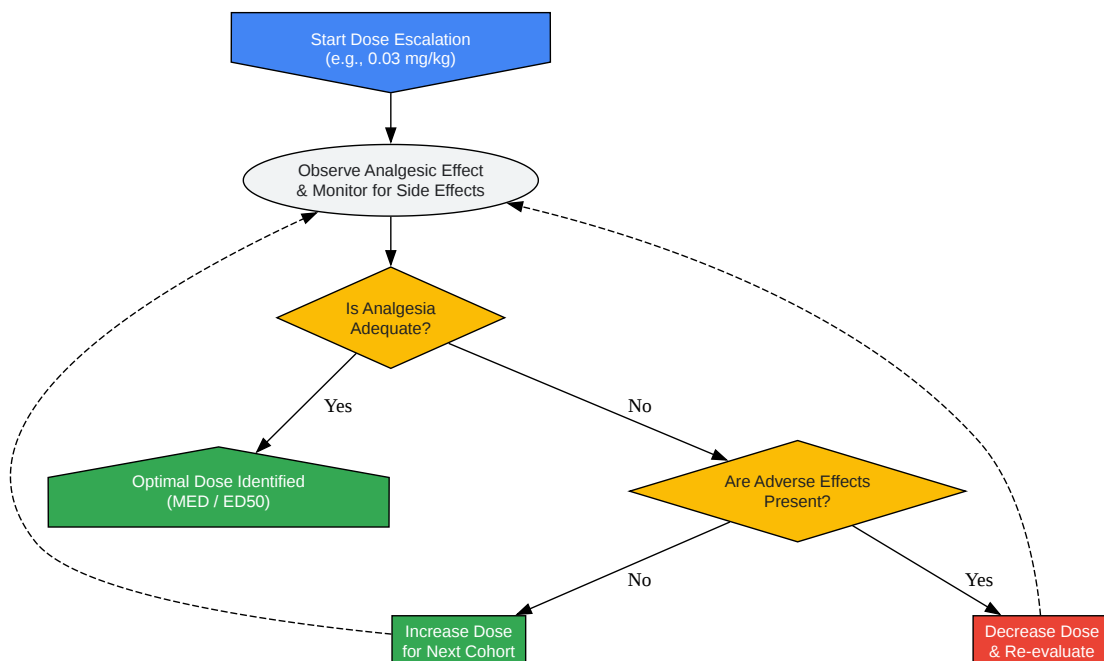 Start Dose Escalation
(e.g., 0.03 mg/kg)
Observe Analgesic Effect
& Monitor for Side Effects
Is Analgesia
Adequate?
Yes
No
Optimal Dose Identified
(MED / ED50)
Are Adverse Effects
Present?
No
Yes
Increase Dose
for Next Cohort
Decrease Dose
& Re-evaluate